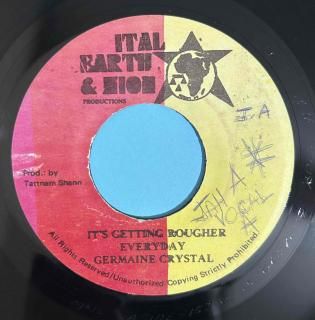 ITAL
EARTH
& ZION
PRODUCTIONS
I A
Prod.: by
Tattnam Shann
JAH A
VOCAL
IT'S GETTING ROUGHER
EVERYDAY
GERMAINE CRYSTAL
All Rights Reserved/Unauthorized Copying Strictly Prohibited